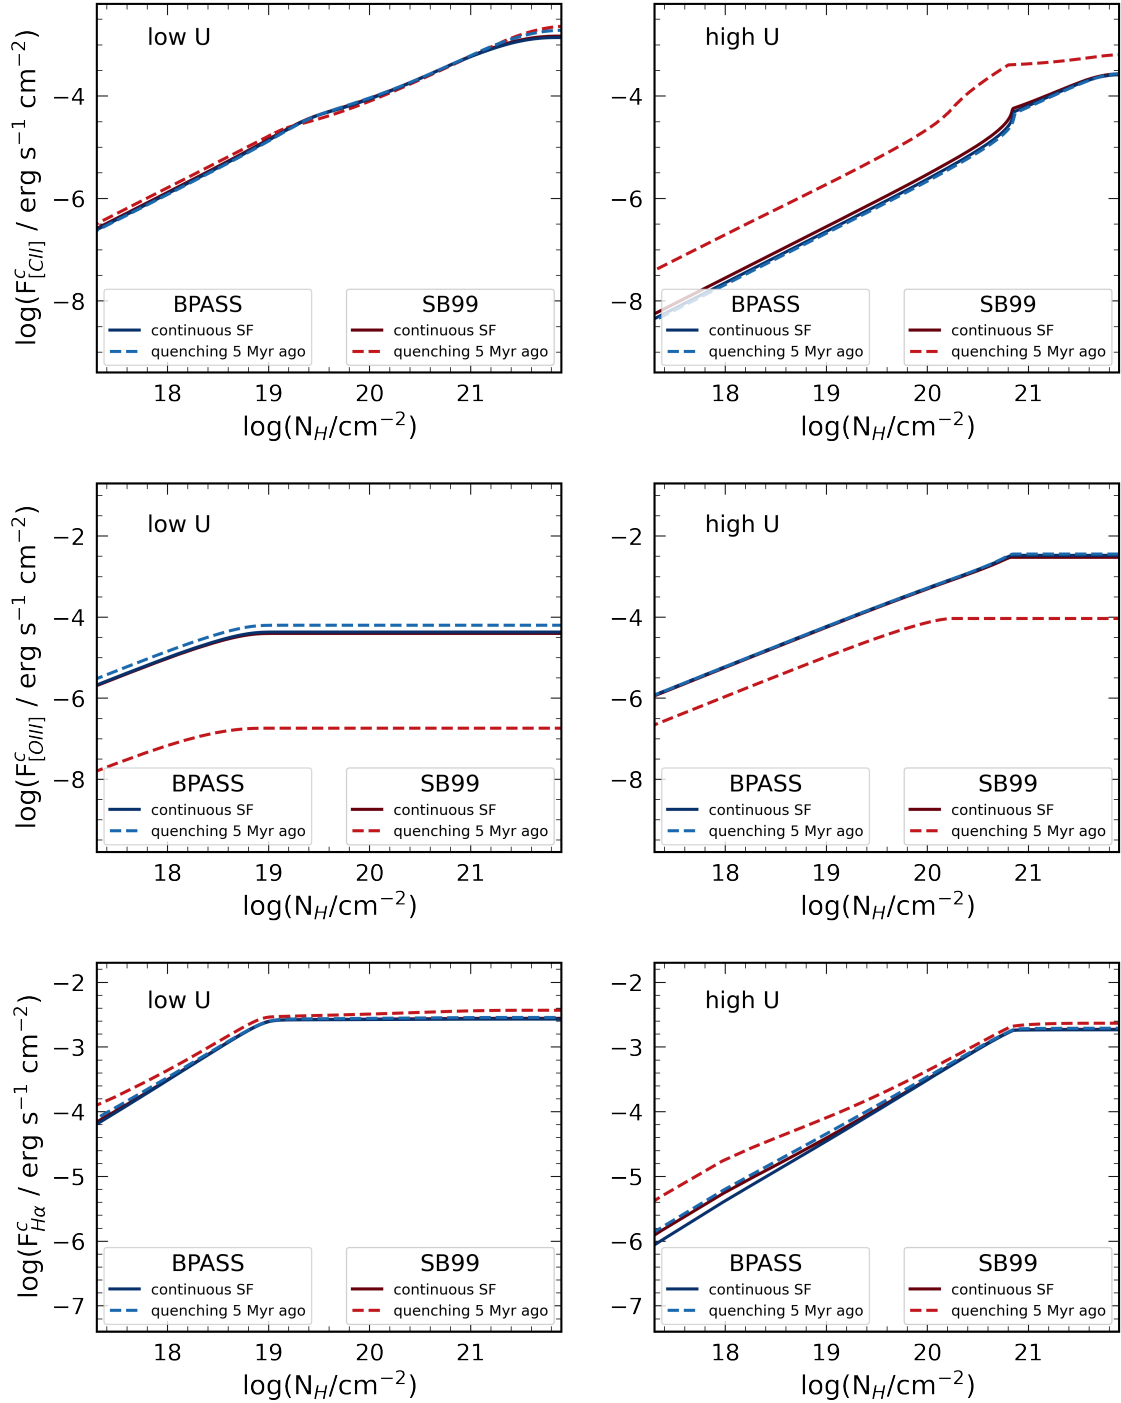 low U
high U
log(F^c_[CII] / erg s⁻¹ cm⁻²)
−4
−6
−8
−4
−6
−8
BPASS
continuous SF
quenching 5 Myr ago
SB99
continuous SF
quenching 5 Myr ago
BPASS
continuous SF
quenching 5 Myr ago
SB99
continuous SF
quenching 5 Myr ago
18 19 20 21
18 19 20 21
log(N_H/cm⁻²)
log(N_H/cm⁻²)
low U
high U
log(F^c_[OIII] / erg s⁻¹ cm⁻²)
−2
−4
−6
−8
−2
−4
−6
−8
BPASS
continuous SF
quenching 5 Myr ago
SB99
continuous SF
quenching 5 Myr ago
BPASS
continuous SF
quenching 5 Myr ago
SB99
continuous SF
quenching 5 Myr ago
18 19 20 21
18 19 20 21
log(N_H/cm⁻²)
log(N_H/cm⁻²)
low U
high U
log(F^c_Hα / erg s⁻¹ cm⁻²)
−2
−3
−4
−5
−6
−7
−2
−3
−4
−5
−6
−7
BPASS
continuous SF
quenching 5 Myr ago
SB99
continuous SF
quenching 5 Myr ago
BPASS
continuous SF
quenching 5 Myr ago
SB99
continuous SF
quenching 5 Myr ago
18 19 20 21
18 19 20 21
log(N_H/cm⁻²)
log(N_H/cm⁻²)